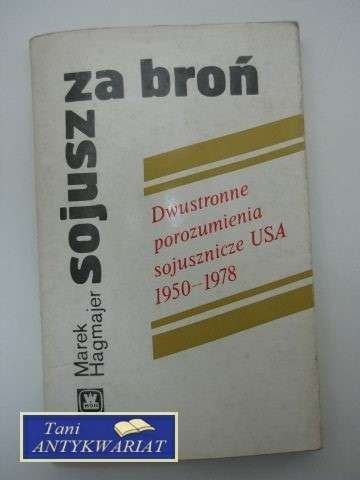 sojusz
za broń
Dwustronne
porozumienia
sojusznicze USA
1950–1978
Marek
Hagmajer
Tani
ANTYKWARIAT